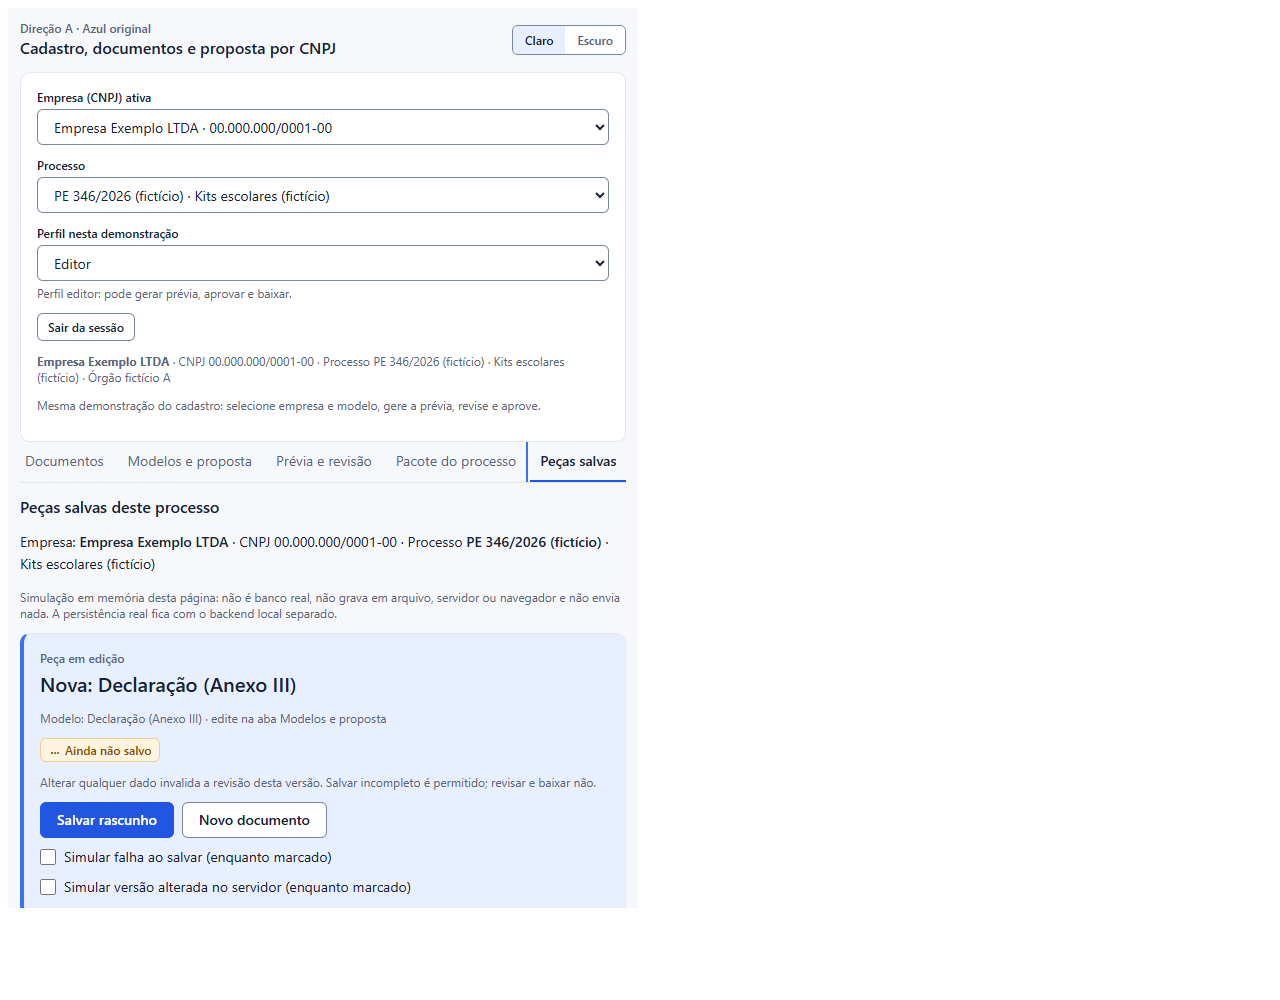 Direção A · Azul original
Cadastro, documentos e proposta por CNPJ
Claro
Escuro
Empresa (CNPJ) ativa
Empresa Exemplo LTDA · 00.000.000/0001-00
Processo
PE 346/2026 (fictício) · Kits escolares (fictício)
Perfil nesta demonstração
Editor
Perfil editor: pode gerar prévia, aprovar e baixar.
Sair da sessão
Empresa Exemplo LTDA · CNPJ 00.000.000/0001-00 · Processo PE 346/2026 (fictício) · Kits escolares
(fictício) · Órgão fictício A
Mesma demonstração do cadastro: selecione empresa e modelo, gere a prévia, revise e aprove.
Documentos
Modelos e proposta
Prévia e revisão
Pacote do processo
Peças salvas
Peças salvas deste processo
Empresa: Empresa Exemplo LTDA · CNPJ 00.000.000/0001-00 · Processo PE 346/2026 (fictício) ·
Kits escolares (fictício)
Simulação em memória desta página: não é banco real, não grava em arquivo, servidor ou navegador e não envia
nada. A persistência real fica com o backend local separado.
Peça em edição
Nova: Declaração (Anexo III)
Modelo: Declaração (Anexo III) · edite na aba Modelos e proposta
… Ainda não salvo
Alterar qualquer dado invalida a revisão desta versão. Salvar incompleto é permitido; revisar e baixar não.
Salvar rascunho
Novo documento
Simular falha ao salvar (enquanto marcado)
Simular versão alterada no servidor (enquanto marcado)